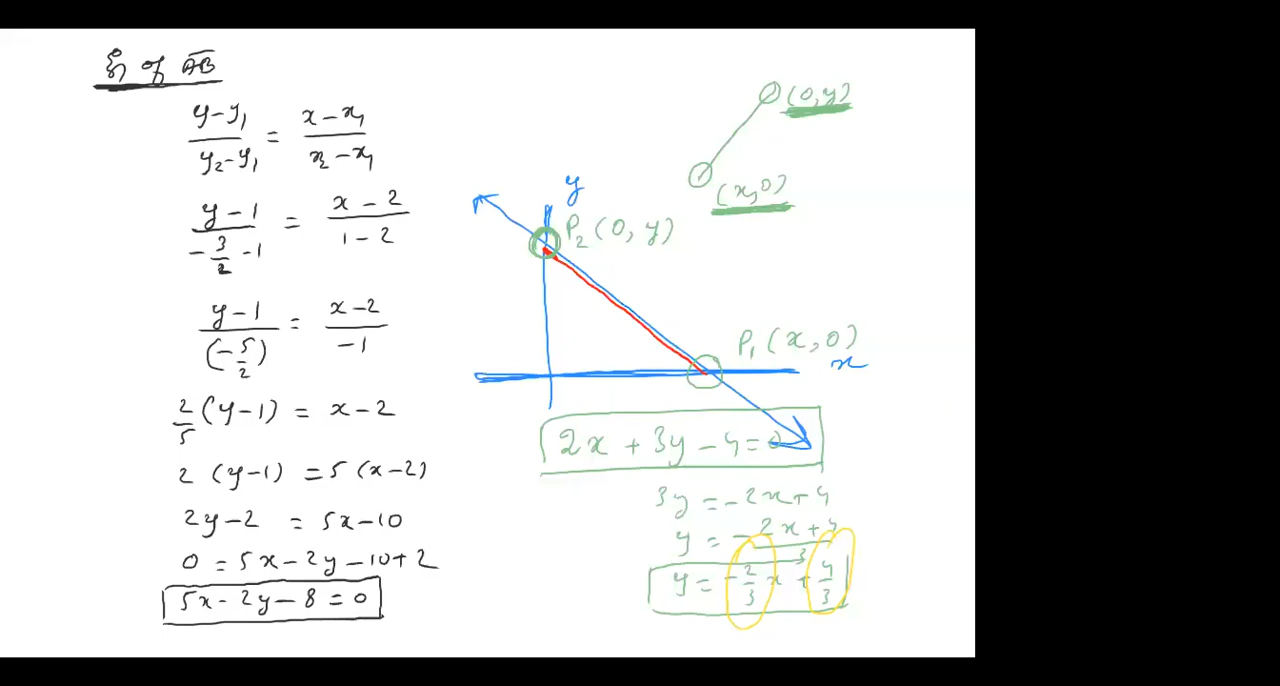 of AB
y-y₁/y₂-y₁ = x-x₁/x₂-x₁
y-1/-3/2-1 = x-2/1-2
y-1/(-5/2) = x-2/-1
2/5 (y-1) = x-2
2 (y-1) = 5 (x-2)
2y-2 = 5x-10
0 = 5x-2y-10+2
5x-2y-8=0
(0,y)
(x,0)
y
P₂(0, y)
P₁(x,0)
x
2x+3y-4=0
3y=-2x+4
y=-2x+4/3
y=-2/3x+4/3